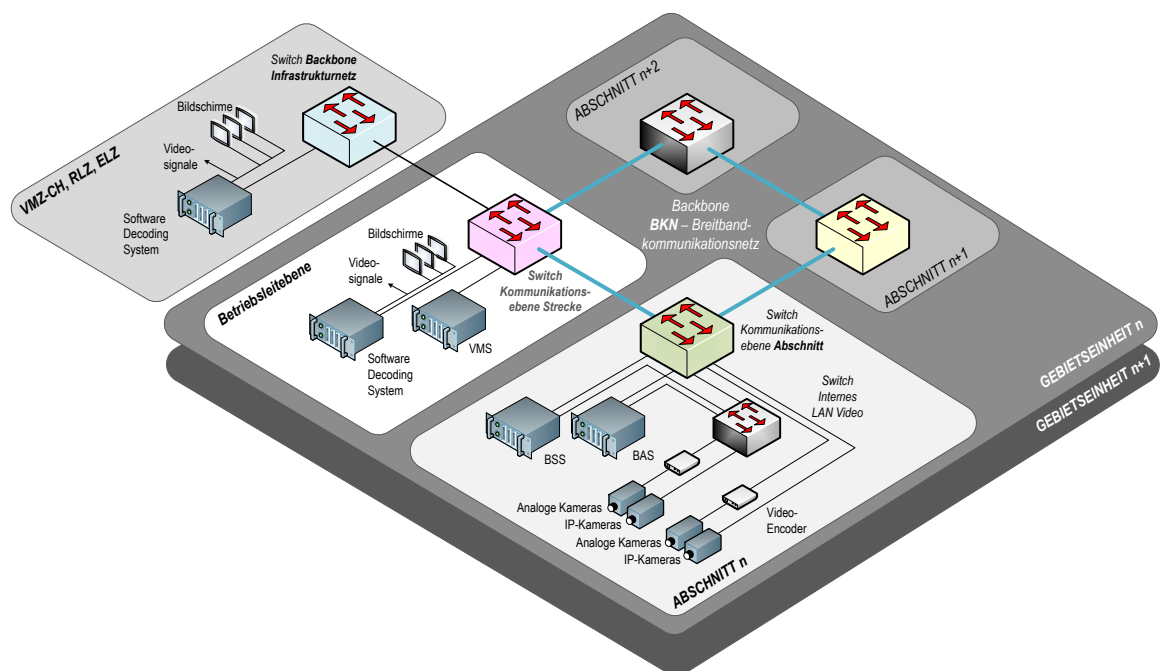 Switch Backbone
Infrastrukturnetz
Bildschirme
Video-
signale
Software
Decoding
System
VMZ-CH, RLZ, ELZ
ABSCHNITT n+2
Backbone
BKN – Breitband-
kommunikationsnetz
ABSCHNITT n+1
Bildschirme
Video-
signale
Switch
Kommunikations-
ebene Strecke
VMS
Software
Decoding
System
Betriebsleitebene
Switch
Kommunikations-
ebene Abschnitt
Switch
Internes
LAN Video
BSS
BAS
Analoge Kameras
IP-Kameras
Analoge Kameras
IP-Kameras
Video-
Encoder
ABSCHNITT n
GEBIETSEINHEIT n
GEBIETSEINHEIT n+1